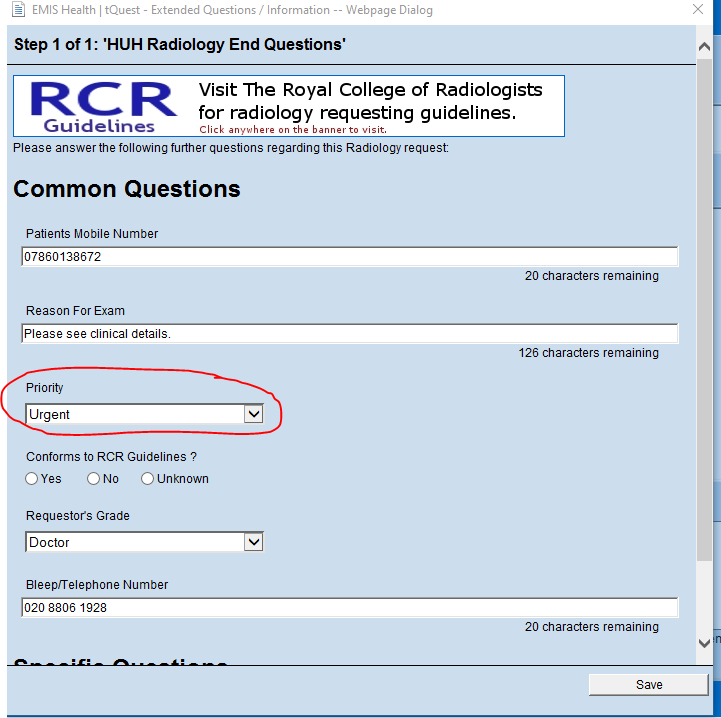 EMIS Health | tQuest - Extended Questions / Information -- Webpage Dialog
Step 1 of 1: 'HUH Radiology End Questions'
RCR
Guidelines
Visit The Royal College of Radiologists
for radiology requesting guidelines.
Click anywhere on the banner to visit.
Please answer the following further questions regarding this Radiology request:
Common Questions
Patients Mobile Number
07860138672
20 characters remaining
Reason For Exam
Please see clinical details.
126 characters remaining
Priority
Urgent
Conforms to RCR Guidelines ?
Yes No Unknown
Requestor's Grade
Doctor
Bleep/Telephone Number
020 8806 1928
20 characters remaining
Specific Questions
Save